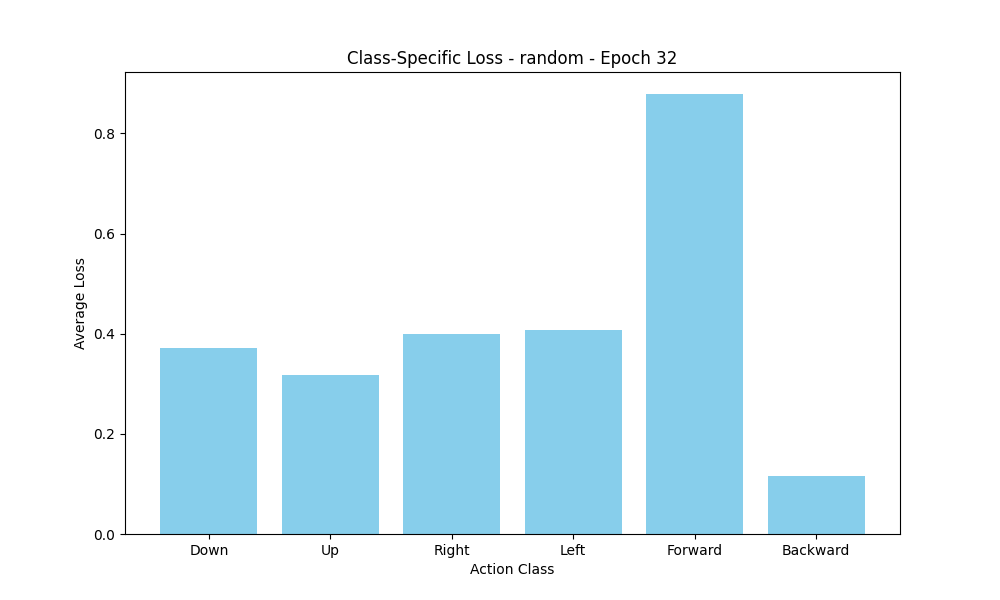 Class-Specific Loss - random - Epoch 32
Average Loss
0.8
0.6
0.4
0.2
0.0
Down Up Right Left Forward Backward
Action Class